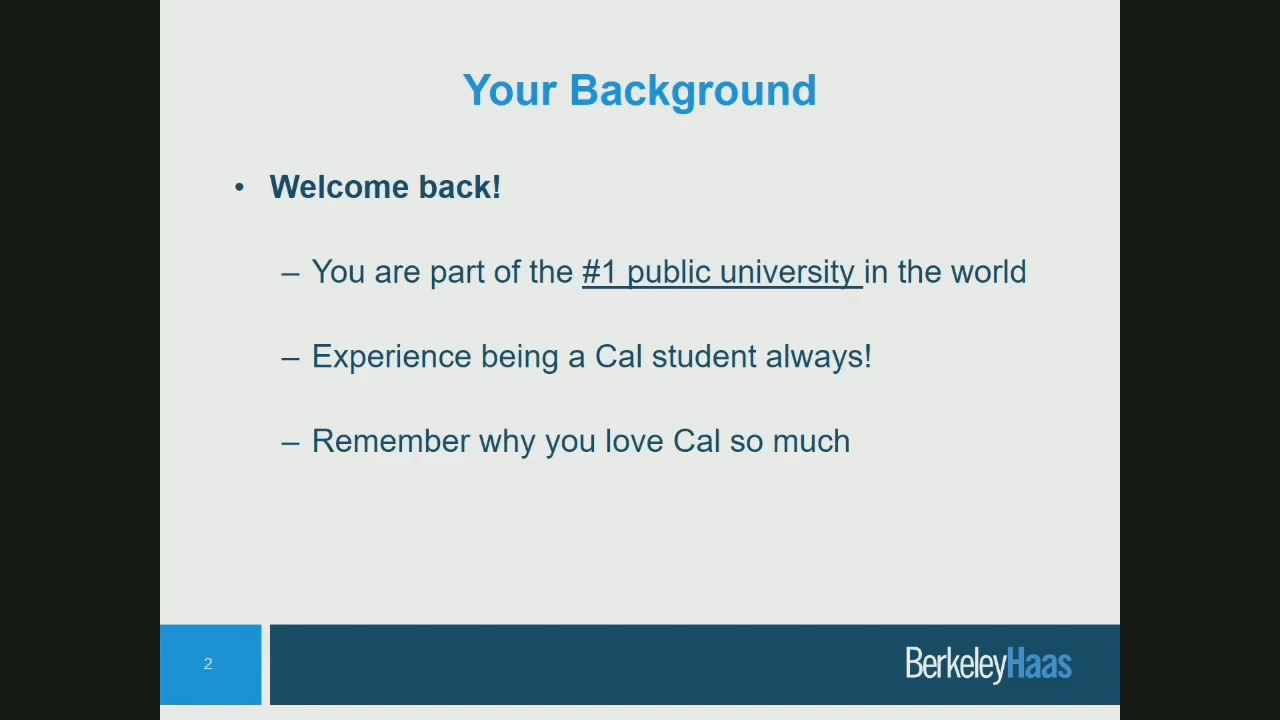 Your Background
• Welcome back!
– You are part of the #1 public university in the world
– Experience being a Cal student always!
– Remember why you love Cal so much
2
BerkeleyHaas